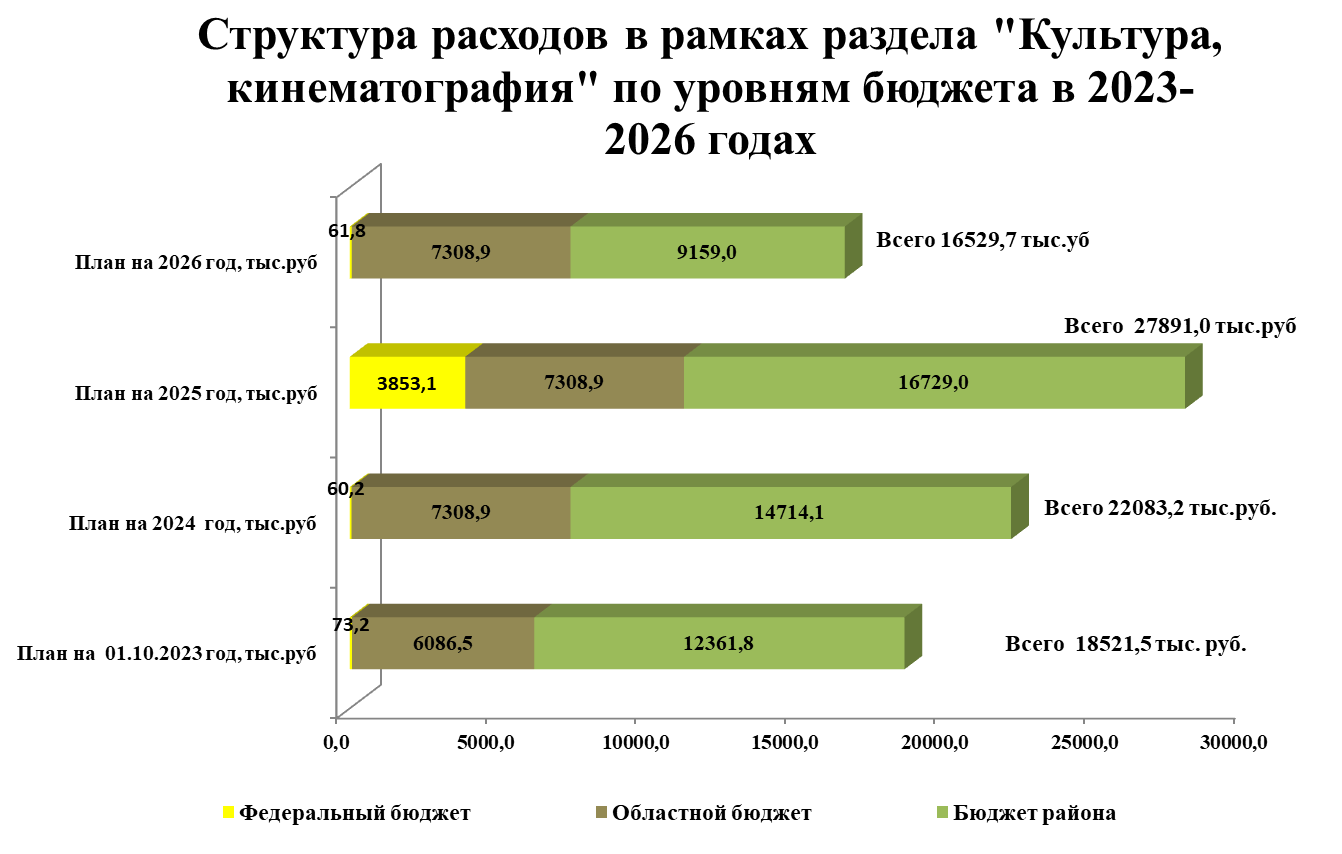 Структура расходов в рамках раздела "Культура,
кинематография" по уровням бюджета в 2023-
2026 годах
План на 2026 год, тыс.руб
61,8
7308,9
9159,0
Всего 16529,7 тыс.уб
Всего 27891,0 тыс.руб
План на 2025 год, тыс.руб
3853,1
7308,9
16729,0
План на 2024 год, тыс.руб
60,2
7308,9
14714,1
Всего 22083,2 тыс.руб.
План на 01.10.2023 год, тыс.руб
73,2
6086,5
12361,8
Всего 18521,5 тыс. руб.
0,0
5000,0
10000,0
15000,0
20000,0
25000,0
30000,0
Федеральный бюджет
Областной бюджет
Бюджет района